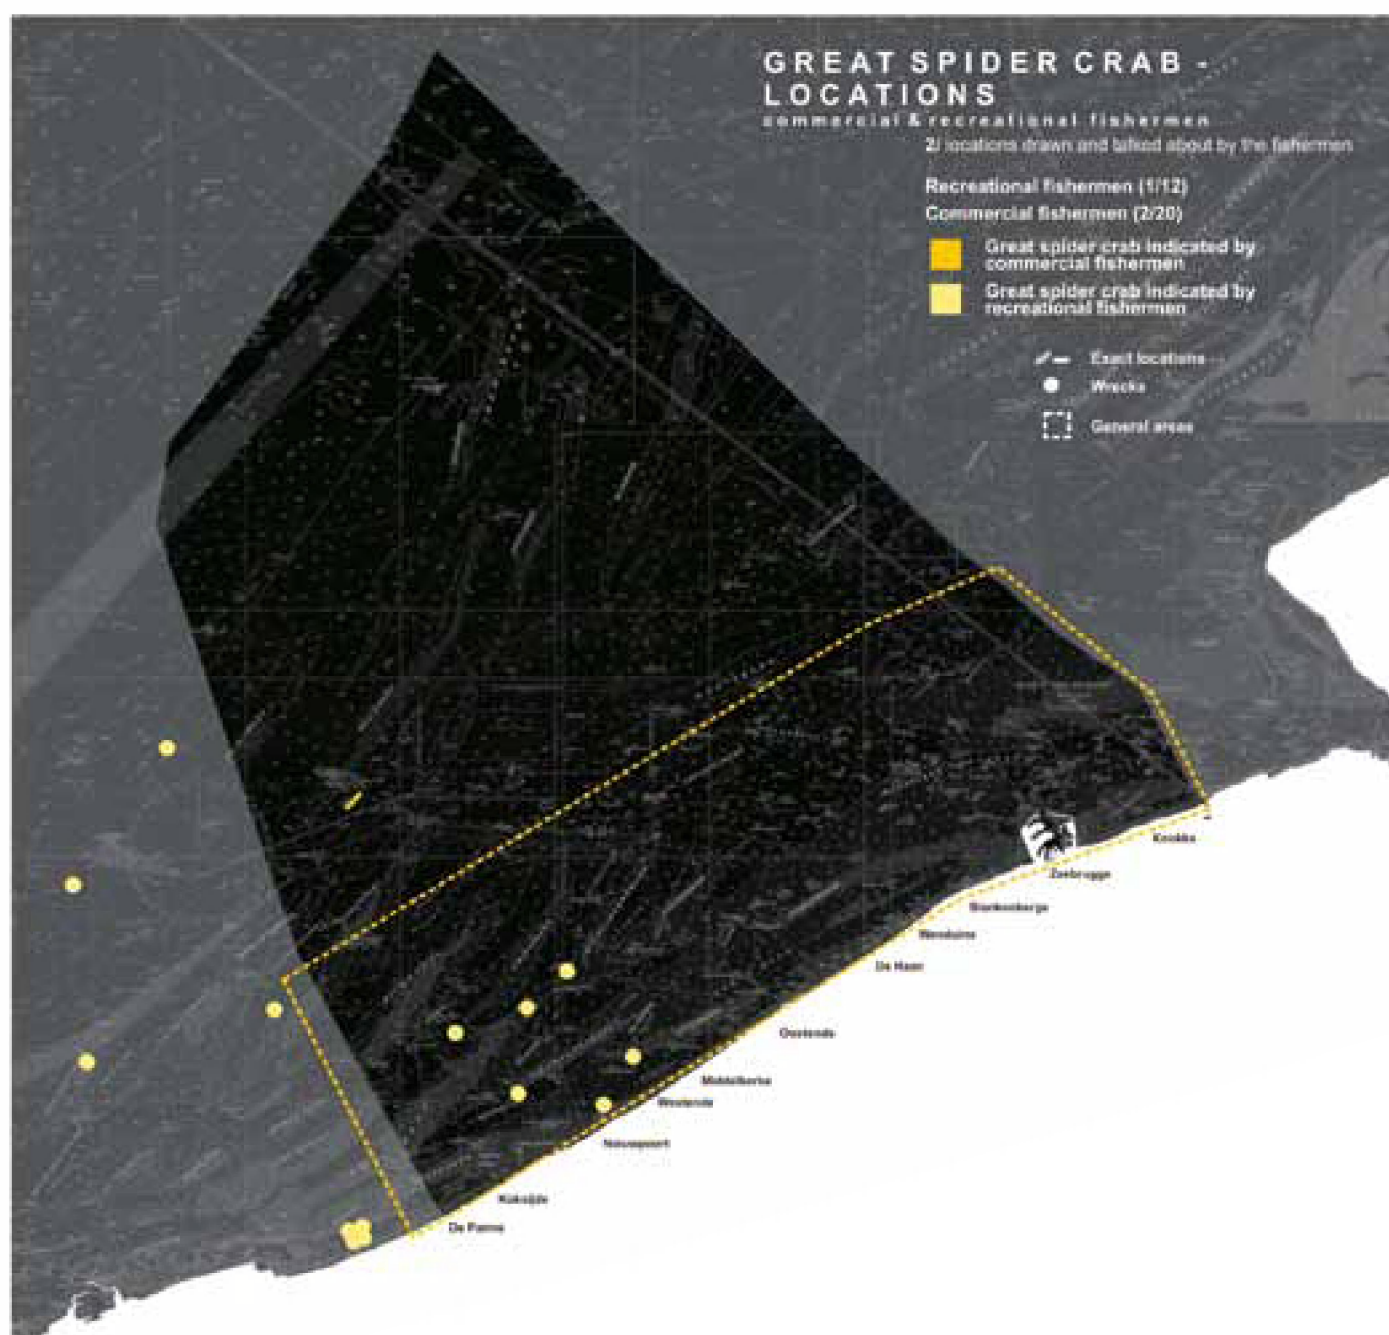 GREAT SPIDER CRAB -
LOCATIONS
commercial & recreational fishermen
2/ locations drawn and talked about by the fishermen
Recreational fishermen (1/12)
Commercial fishermen (2/20)
Great spider crab indicated by
commercial fishermen
Great spider crab indicated by
recreational fishermen
Exact locations
Wrecks
General areas
Knokke
Zeebrugge
Blankenberge
Wenduine
De Haan
Oostende
Middelkerke
Westende
Nieuwpoort
Koksijde
De Panne